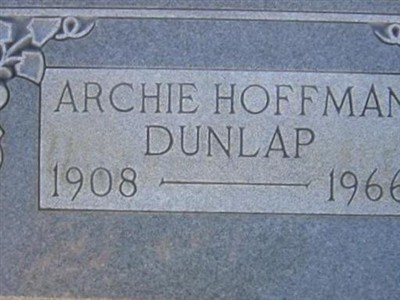 ARCHIE HOFFMAN
DUNLAP
1908 — 1966